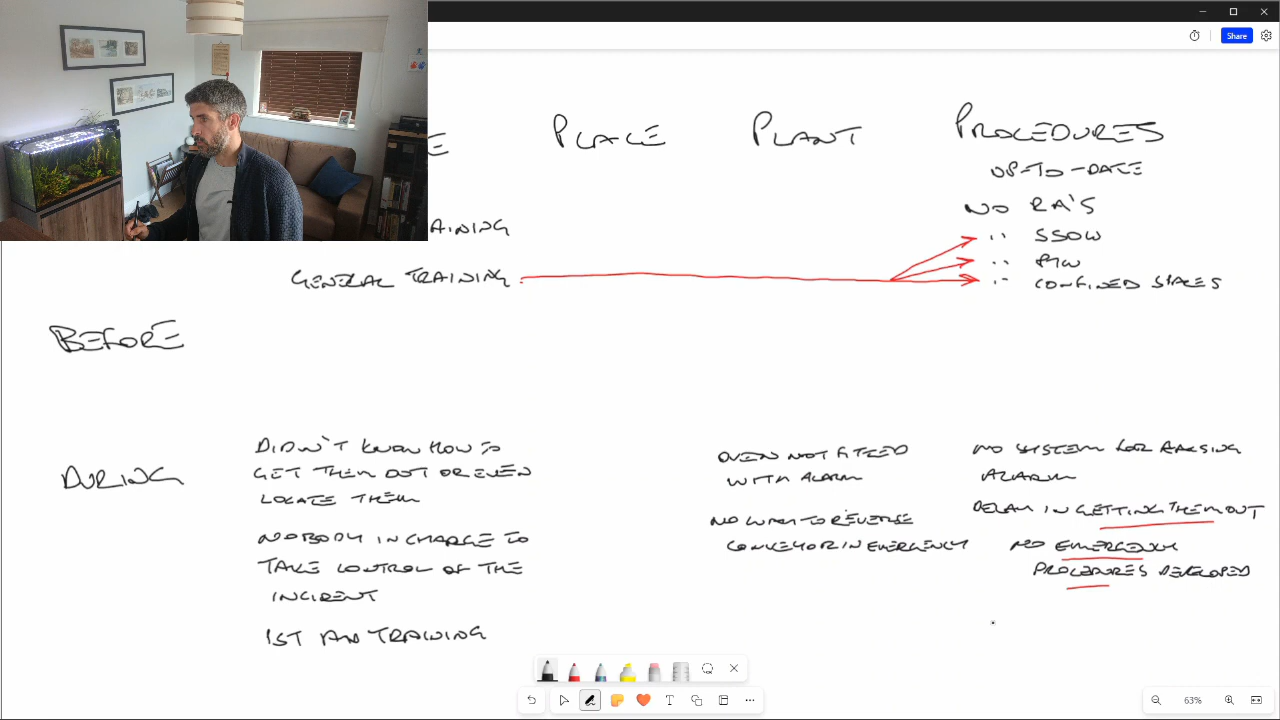 Share
E PLACE PLANT PROCEDURES
UP-TO-DATE
NO RA'S
AINING " SSOW
" PTW
GENERAL TRAINING " CONFINED SPACES
BEFORE
DURING
DIDN'T KNOW HOW TO
GET THEM OUT OR EVEN
LOCATE THEM
NOBODY IN CHARGE TO
TAKE CONTROL OF THE
INCIDENT
1ST AID TRAINING
OVEN NOT FITTED
WITH ALARM
NO WAY TO REVERSE
CONVEYOR IN EMERGENCY
NO SYSTEM FOR RAISING
ALARM
DELAY IN GETTING THEM OUT
NO EMERGENCY
PROCEDURES DEVELOPED
63%